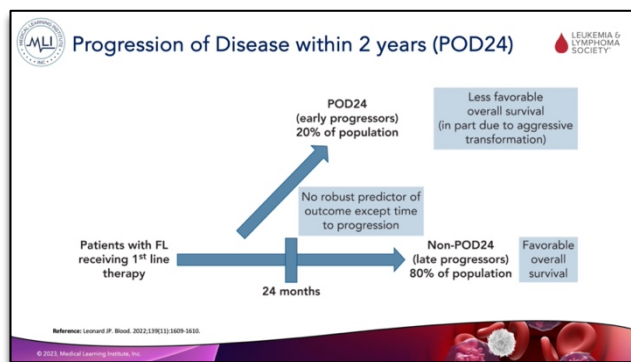 MEDICAL LEARNING INSTITUTE
MLI
INC
Progression of Disease within 2 years (POD24)
LEUKEMIA &
LYMPHOMA
SOCIETY
POD24
(early progressors)
20% of population
Less favorable
overall survival
(in part due to aggressive
transformation)
No robust predictor of
outcome except time
to progression
Patients with FL
receiving 1st line
therapy
24 months
Non-POD24
(late progressors)
80% of population
Favorable
overall
survival
Reference: Leonard JP. Blood. 2022;139(11):1609-1610.
© 2023, Medical Learning Institute, Inc.